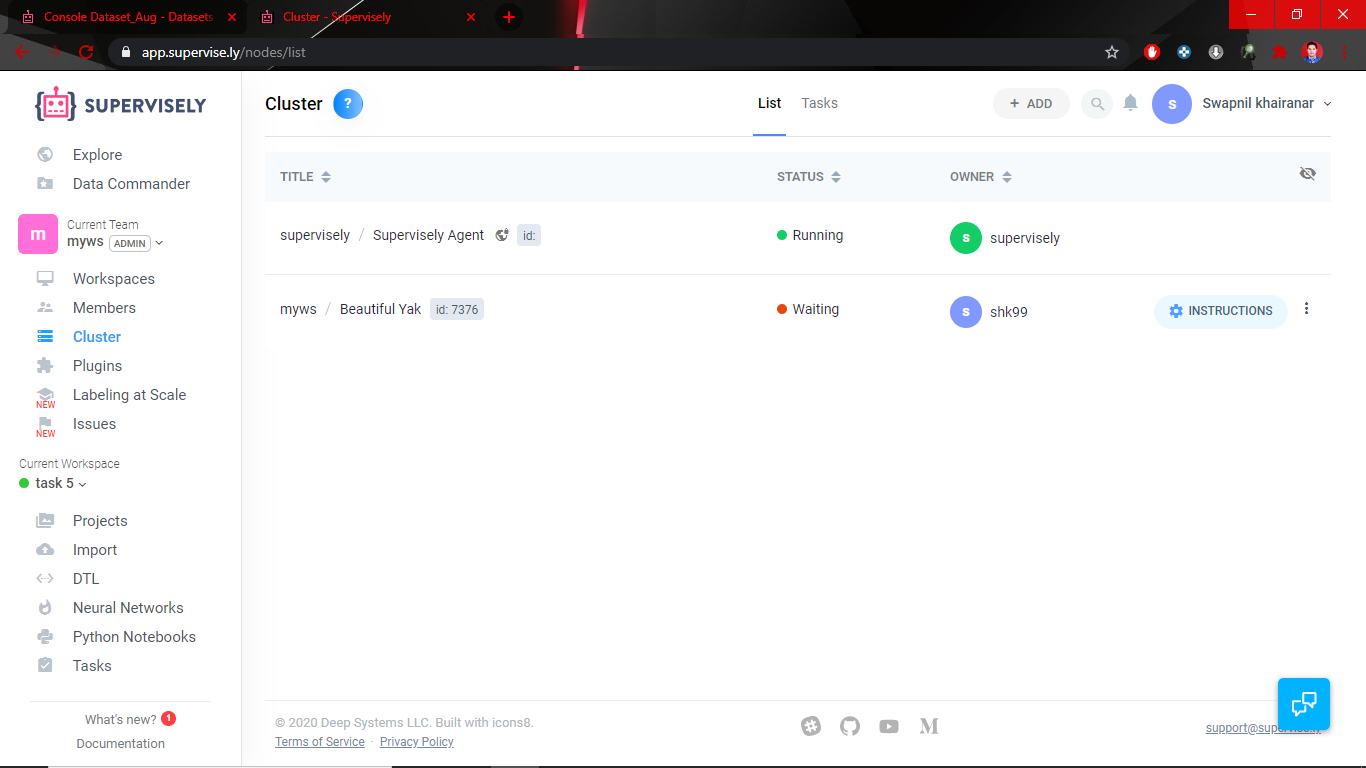 Console Dataset_Aug - Datasets
Cluster - Supervisely
app.supervise.ly/nodes/list
SUPERVISELY
Explore
Data Commander
m
Current Team
myws ADMIN
Workspaces
Members
Cluster
Plugins
Labeling at Scale
NEW
Issues
NEW
Current Workspace
task 5
Projects
Import
DTL
Neural Networks
Python Notebooks
Tasks
What's new? 1
Documentation
Cluster ?
List Tasks
+ ADD
s Swapnil khairanar
TITLE STATUS OWNER
supervisely / Supervisely Agent id: Running s supervisely
myws / Beautiful Yak id: 7376 Waiting s shk99 INSTRUCTIONS
© 2020 Deep Systems LLC. Built with icons8.
Terms of Service · Privacy Policy
support@supervise.ly